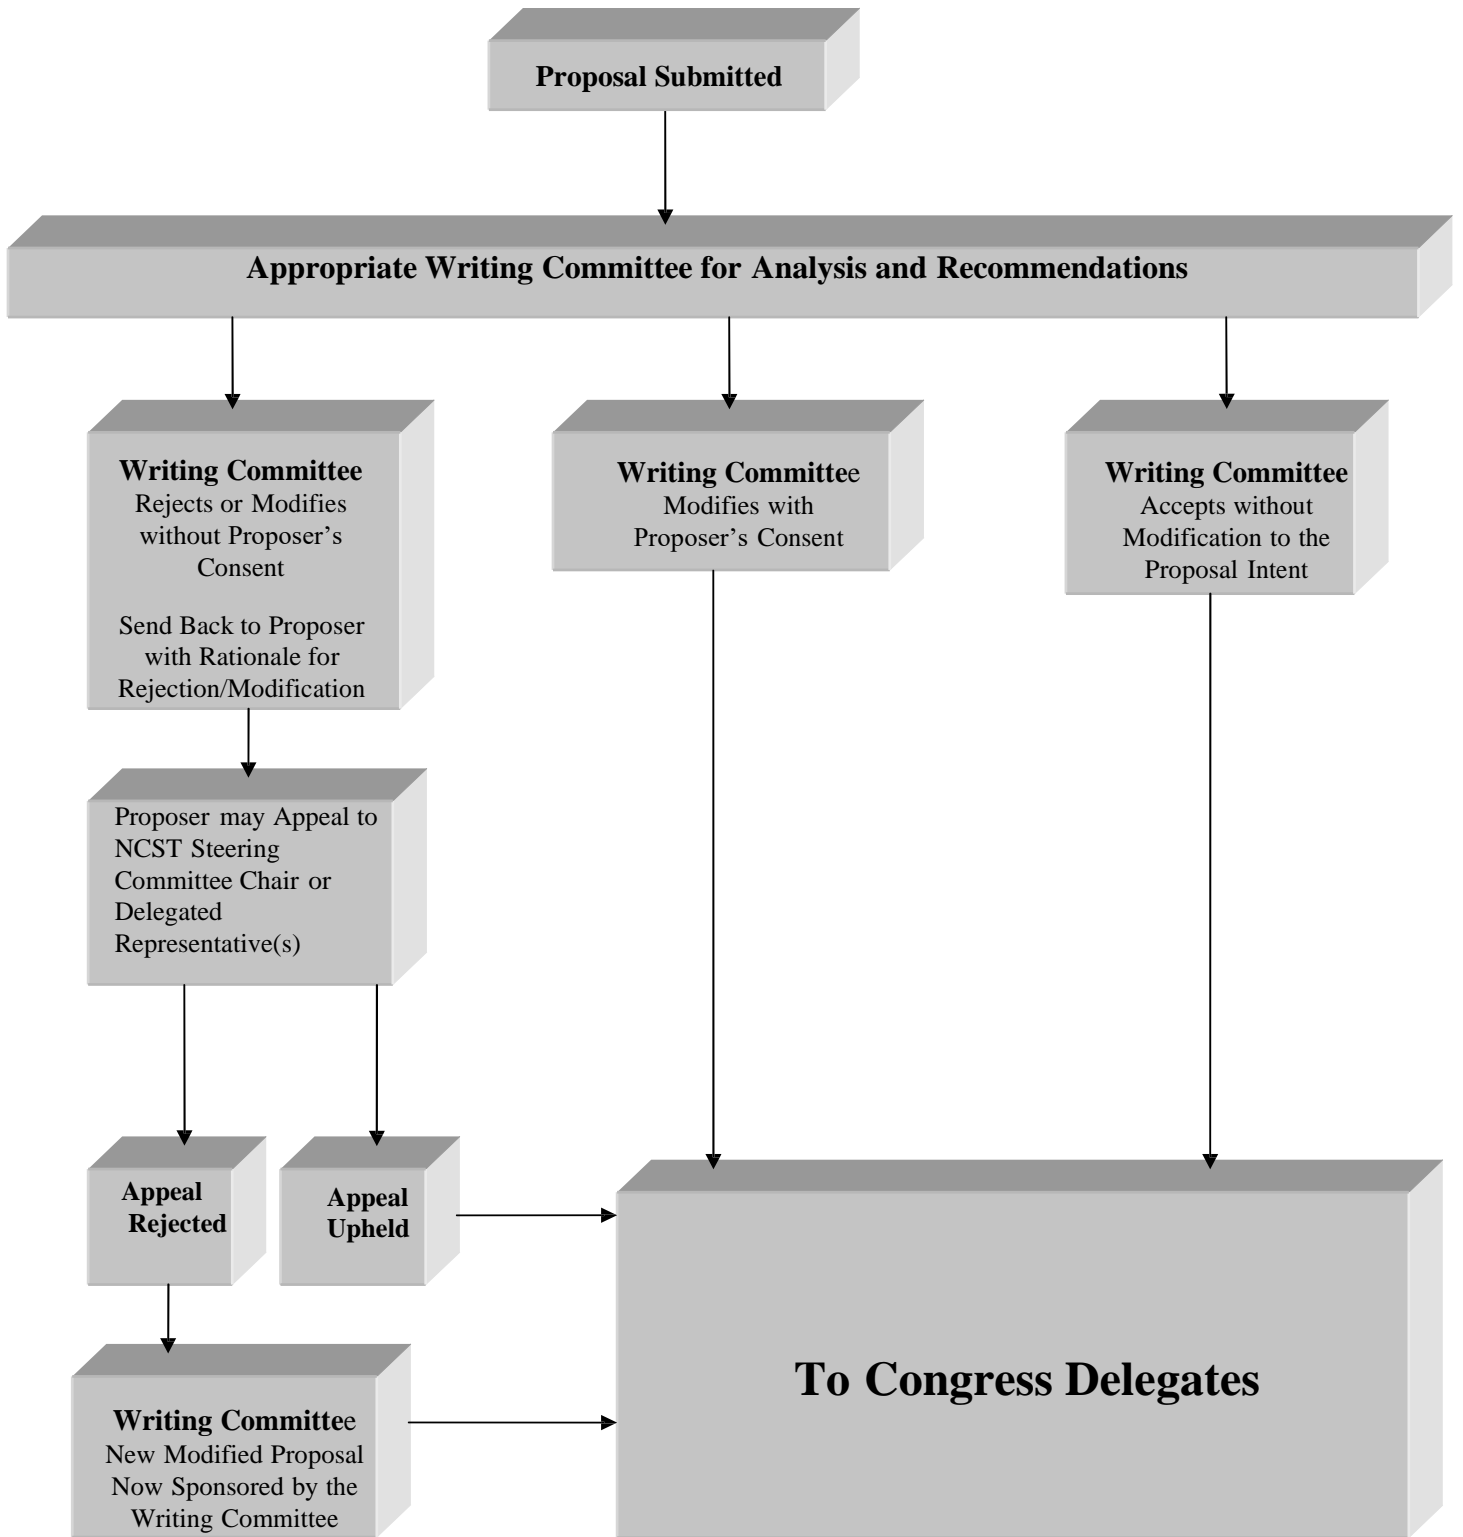 Proposal Submitted
Appropriate Writing Committee for Analysis and Recommendations
Writing Committee
Rejects or Modifies
without Proposer’s
Consent
Send Back to Proposer
with Rationale for
Rejection/Modification
Writing Committee
Modifies with
Proposer’s Consent
Writing Committee
Accepts without
Modification to the
Proposal Intent
Proposer may Appeal to
NCST Steering
Committee Chair or
Delegated
Representative(s)
Appeal
Rejected
Appeal
Upheld
Writing Committee
New Modified Proposal
Now Sponsored by the
Writing Committee
To Congress Delegates